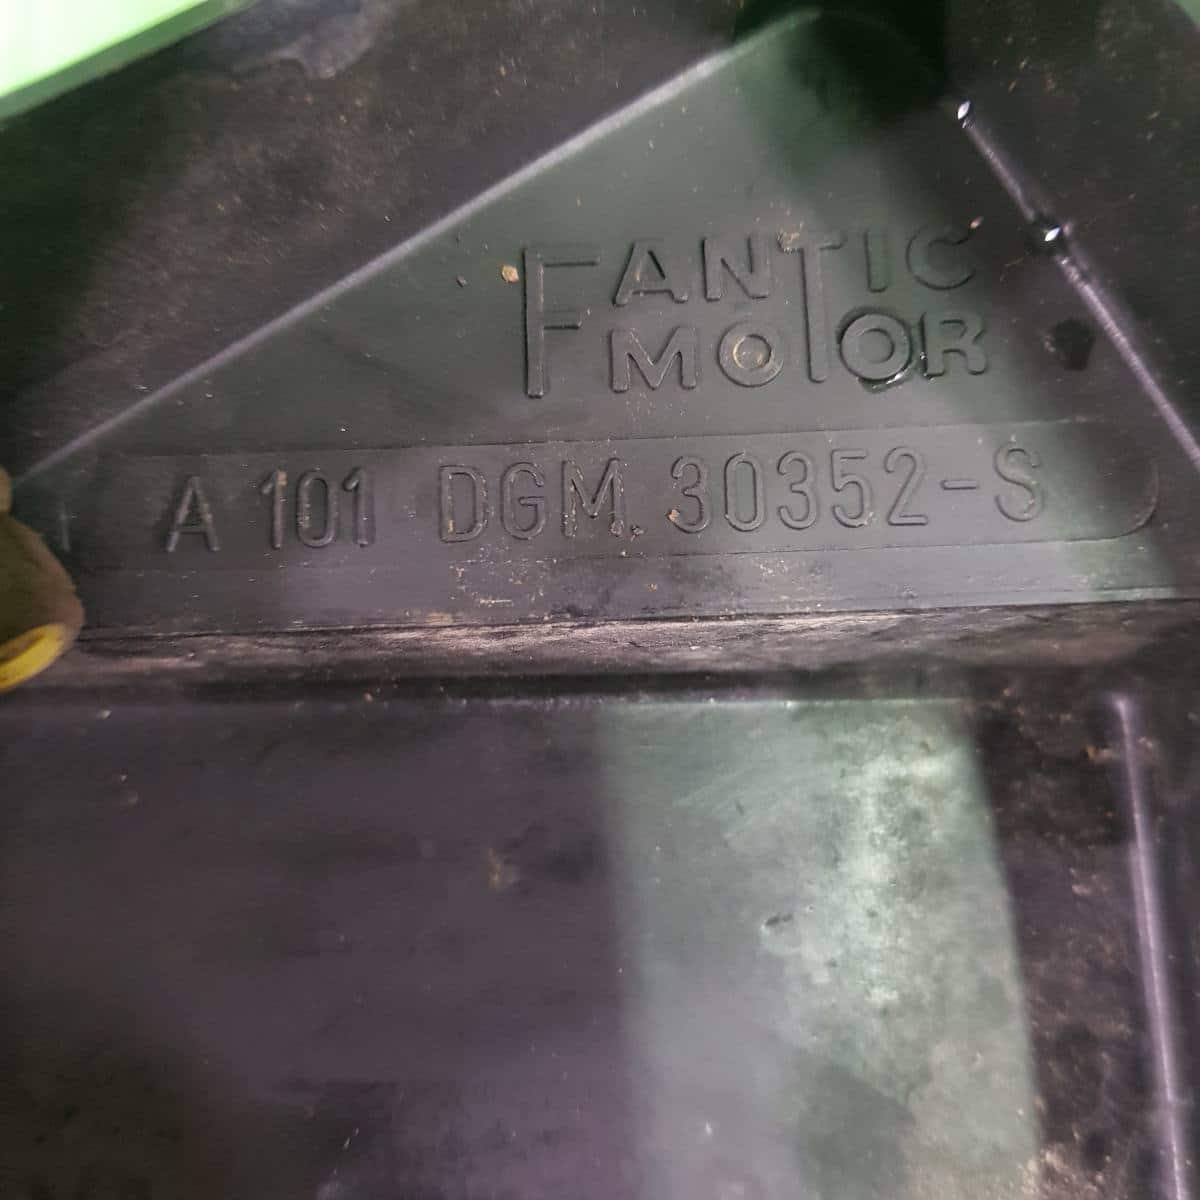 FANTIC
MOTOR
A 101 DGM. 30352-S